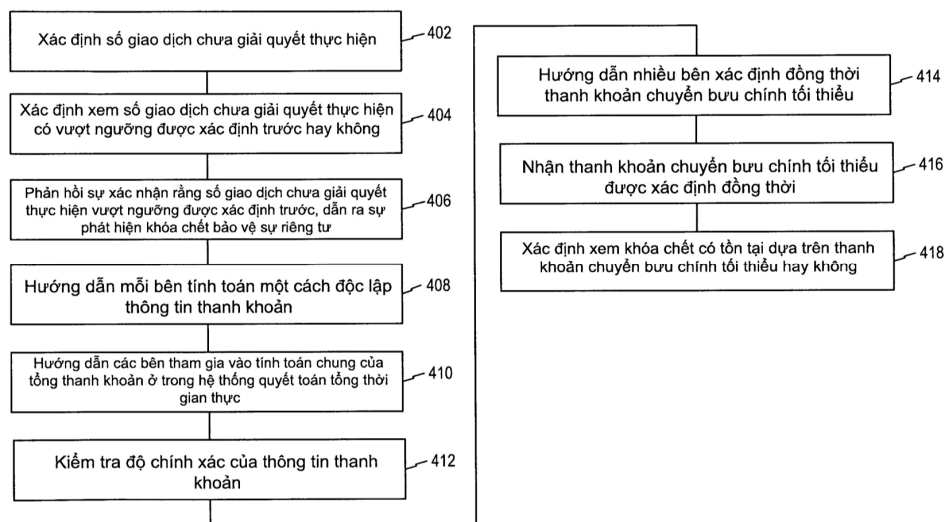 Xác định số giao dịch chưa giải quyết thực hiện
402
Xác định xem số giao dịch chưa giải quyết thực hiện
có vượt ngưỡng được xác định trước hay không
404
Phản hồi sự xác nhận rằng số giao dịch chưa giải quyết
thực hiện vượt ngưỡng được xác định trước, dẫn ra sự
phát hiện khóa chết bảo vệ sự riêng tư
406
Hướng dẫn mỗi bên tính toán một cách độc lập
thông tin thanh khoản
408
Hướng dẫn các bên tham gia vào tính toán chung của
tổng thanh khoản ở trong hệ thống quyết toán tổng thời
gian thực
410
Kiểm tra độ chính xác của thông tin thanh
khoản
412
Hướng dẫn nhiều bên xác định đồng thời
thanh khoản chuyển bưu chính tối thiểu
414
Nhận thanh khoản chuyển bưu chính tối thiểu
được xác định đồng thời
416
Xác định xem khóa chết có tồn tại dựa trên thanh
khoản chuyển bưu chính tối thiểu hay không
418